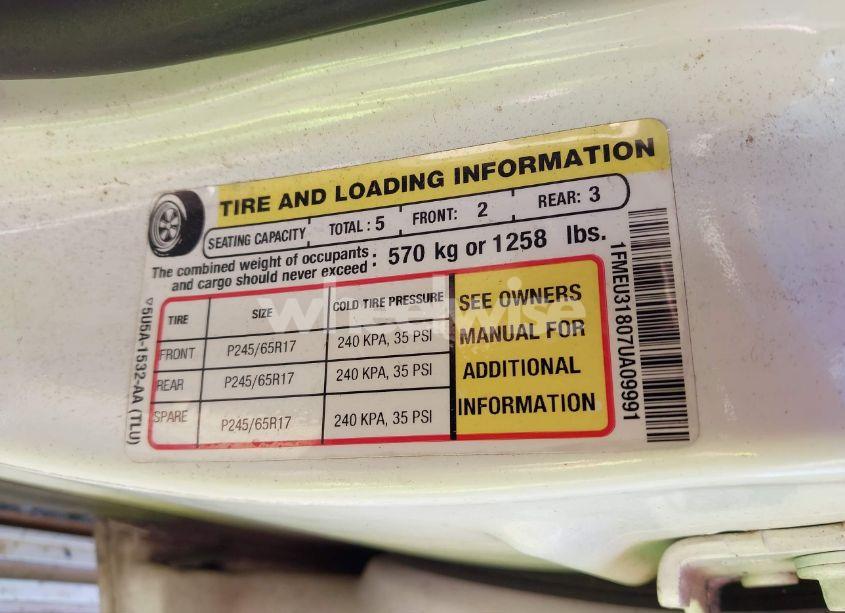 TIRE AND LOADING INFORMATION
SEATING CAPACITY TOTAL : 5 FRONT: 2 REAR: 3
The combined weight of occupants and cargo should never exceed : 570 kg or 1258 lbs.
TIRE SIZE COLD TIRE PRESSURE
FRONT P245/65R17 240 KPA, 35 PSI
REAR P245/65R17 240 KPA, 35 PSI
SPARE P245/65R17 240 KPA, 35 PSI
SEE OWNERS
MANUAL FOR
ADDITIONAL
INFORMATION
5U5A-1532-AA (TLU)
1FMEU31807UA09991
wheelwise